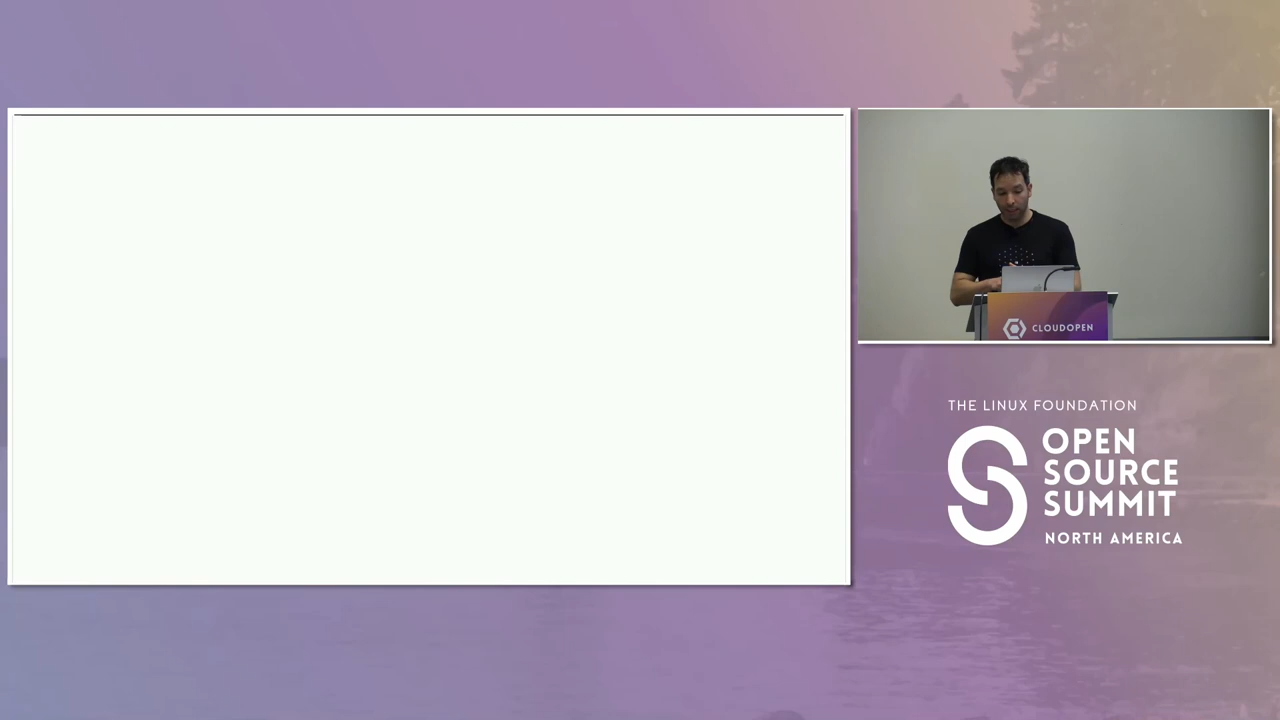 CLOUDOPEN
THE LINUX FOUNDATION
OPEN
SOURCE
SUMMIT
NORTH AMERICA